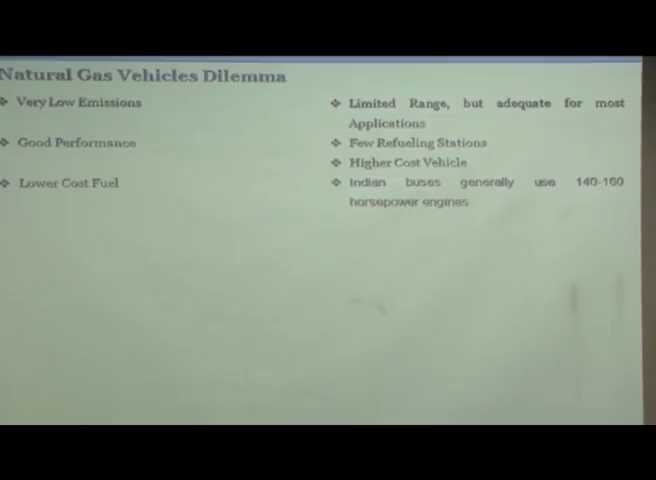 Natural Gas Vehicles Dilemma
Very Low Emissions
Good Performance
Lower Cost Fuel
Limited Range, but adequate for most
Applications
Few Refueling Stations
Higher Cost Vehicle
Indian buses generally use 140-160
horsepower engines